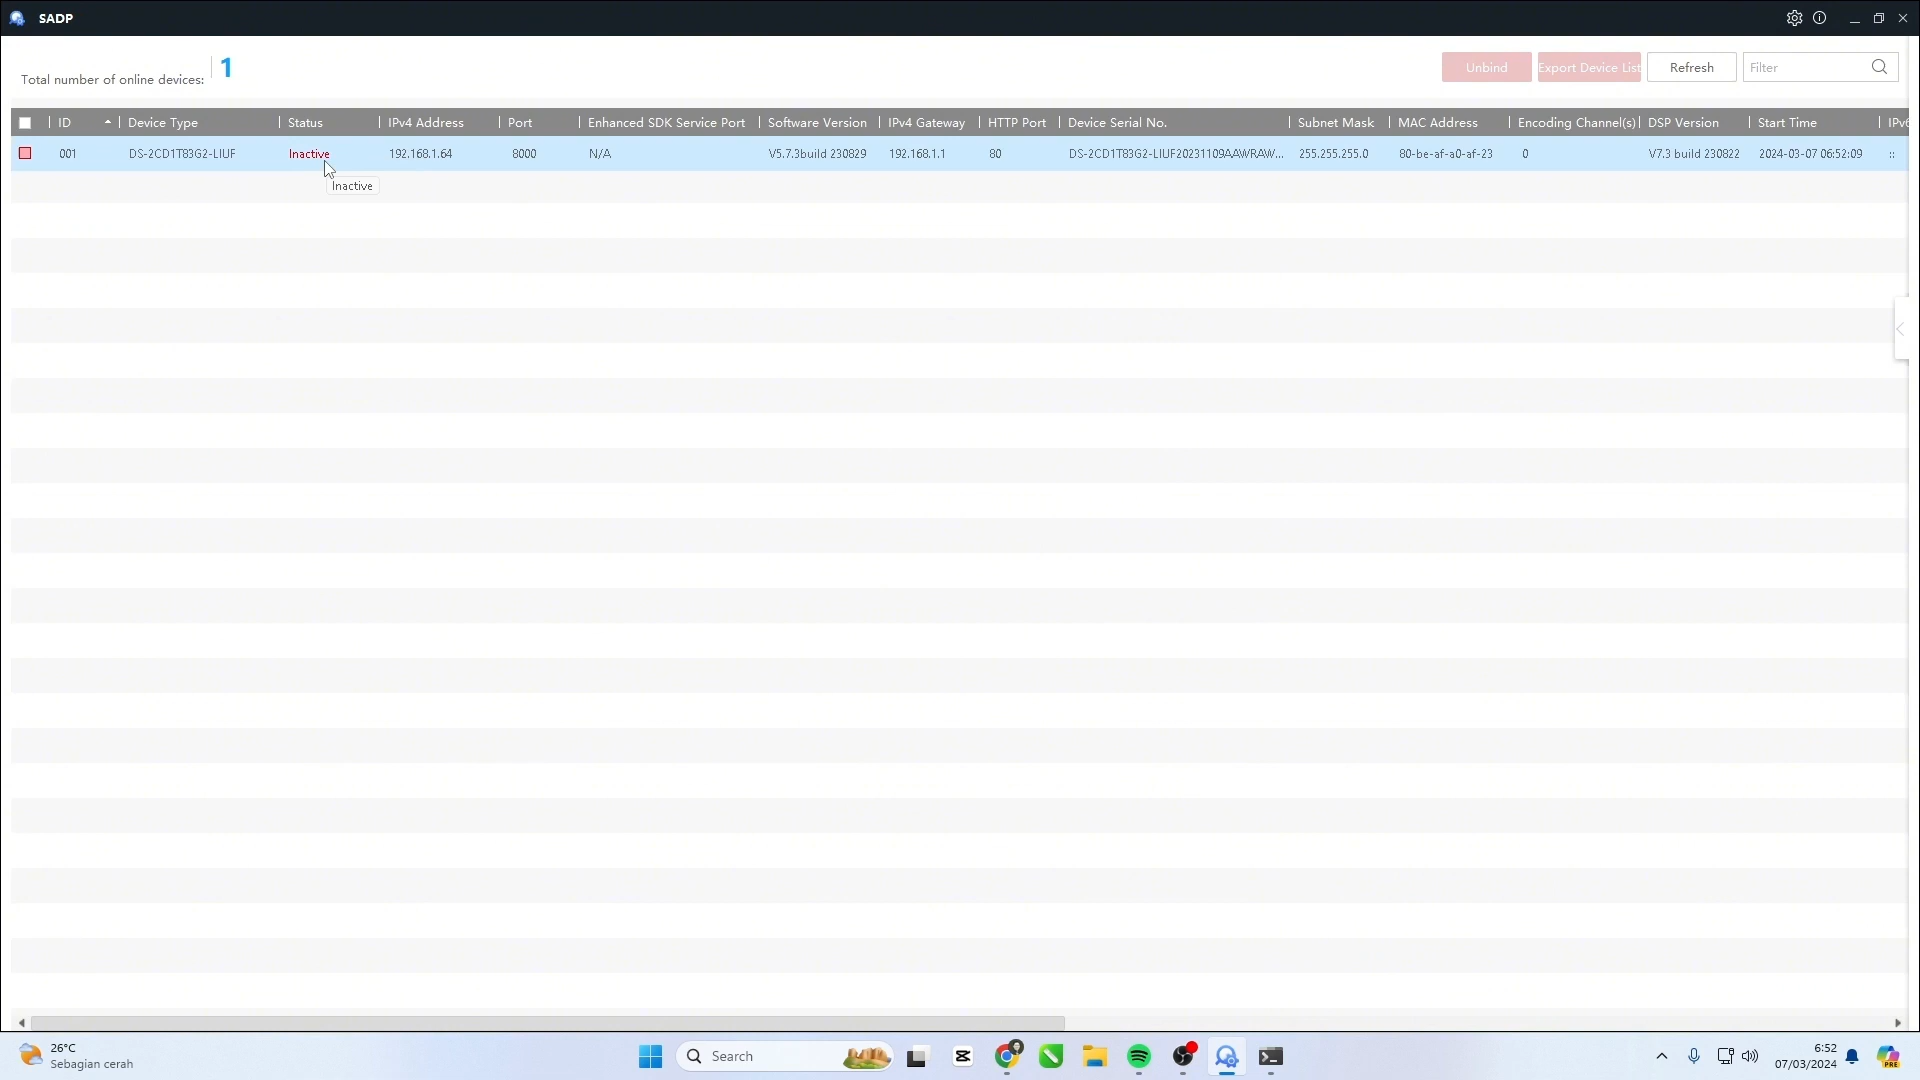 SADP
Total number of online devices: 1
Unbind Export Device List Refresh Filter
ID Device Type Status IPv4 Address Port Enhanced SDK Service Port Software Version IPv4 Gateway HTTP Port Device Serial No. Subnet Mask MAC Address Encoding Channel(s) DSP Version Start Time IPv6
001 DS-2CD1T83G2-LIUF Inactive 192.168.1.64 8000 N/A V5.7.3build 230829 192.168.1.1 80 DS-2CD1T83G2-LIUF20231109AAWRAW... 255.255.255.0 80-be-af-a0-af-23 0 V7.3 build 230822 2024-03-07 06:52:09 ::
Inactive
26°C
Sebagian cerah
Search
6:52
07/03/2024
PRE